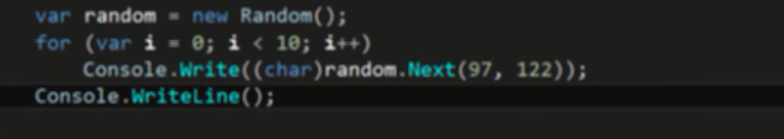 var random = new Random();
for (var i = 0; i < 10; i++)
    Console.Write((char)random.Next(97, 122));
Console.WriteLine();